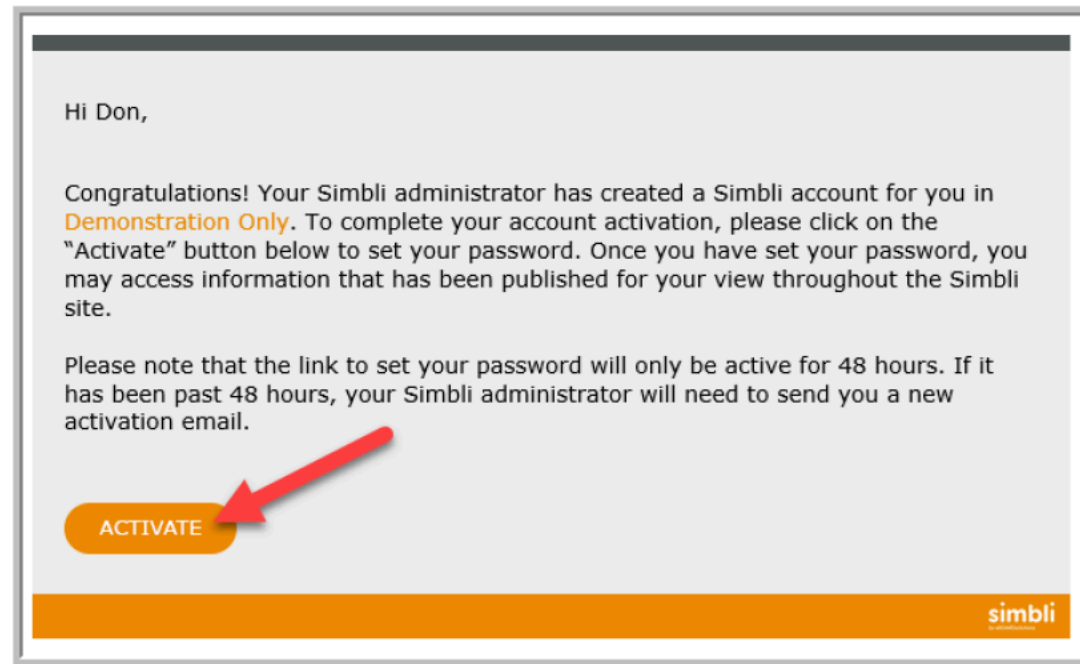 Hi Don,
Congratulations! Your Simbli administrator has created a Simbli account for you in
Demonstration Only. To complete your account activation, please click on the
“Activate” button below to set your password. Once you have set your password, you
may access information that has been published for your view throughout the Simbli
site.
Please note that the link to set your password will only be active for 48 hours. If it
has been past 48 hours, your Simbli administrator will need to send you a new
activation email.
ACTIVATE
simbli